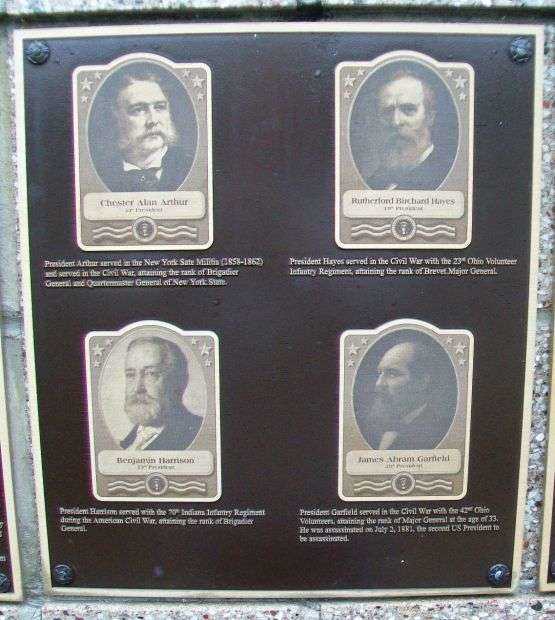 Chester Alan Arthur
21st President
President Arthur served in the New York Sate Militia (1858-1862)
and served in the Civil War, attaining the rank of Brigadier
General and Quartermaster General of New York State.
Rutherford Birchard Hayes
19th President
President Hayes served in the Civil War with the 23rd Ohio Volunteer
Infantry Regiment, attaining the rank of Brevet Major General.
Benjamin Harrison
23rd President
President Harrison served with the 70th Indiana Infantry Regiment
during the American Civil War, attaining the rank of Brigadier
General.
James Abram Garfield
20th President
President Garfield served in the Civil War with the 42nd Ohio
Volunteers, attaining the rank of Major General at the age of 33.
He was assassinated on July 2, 1881, the second US President to
be assassinated.